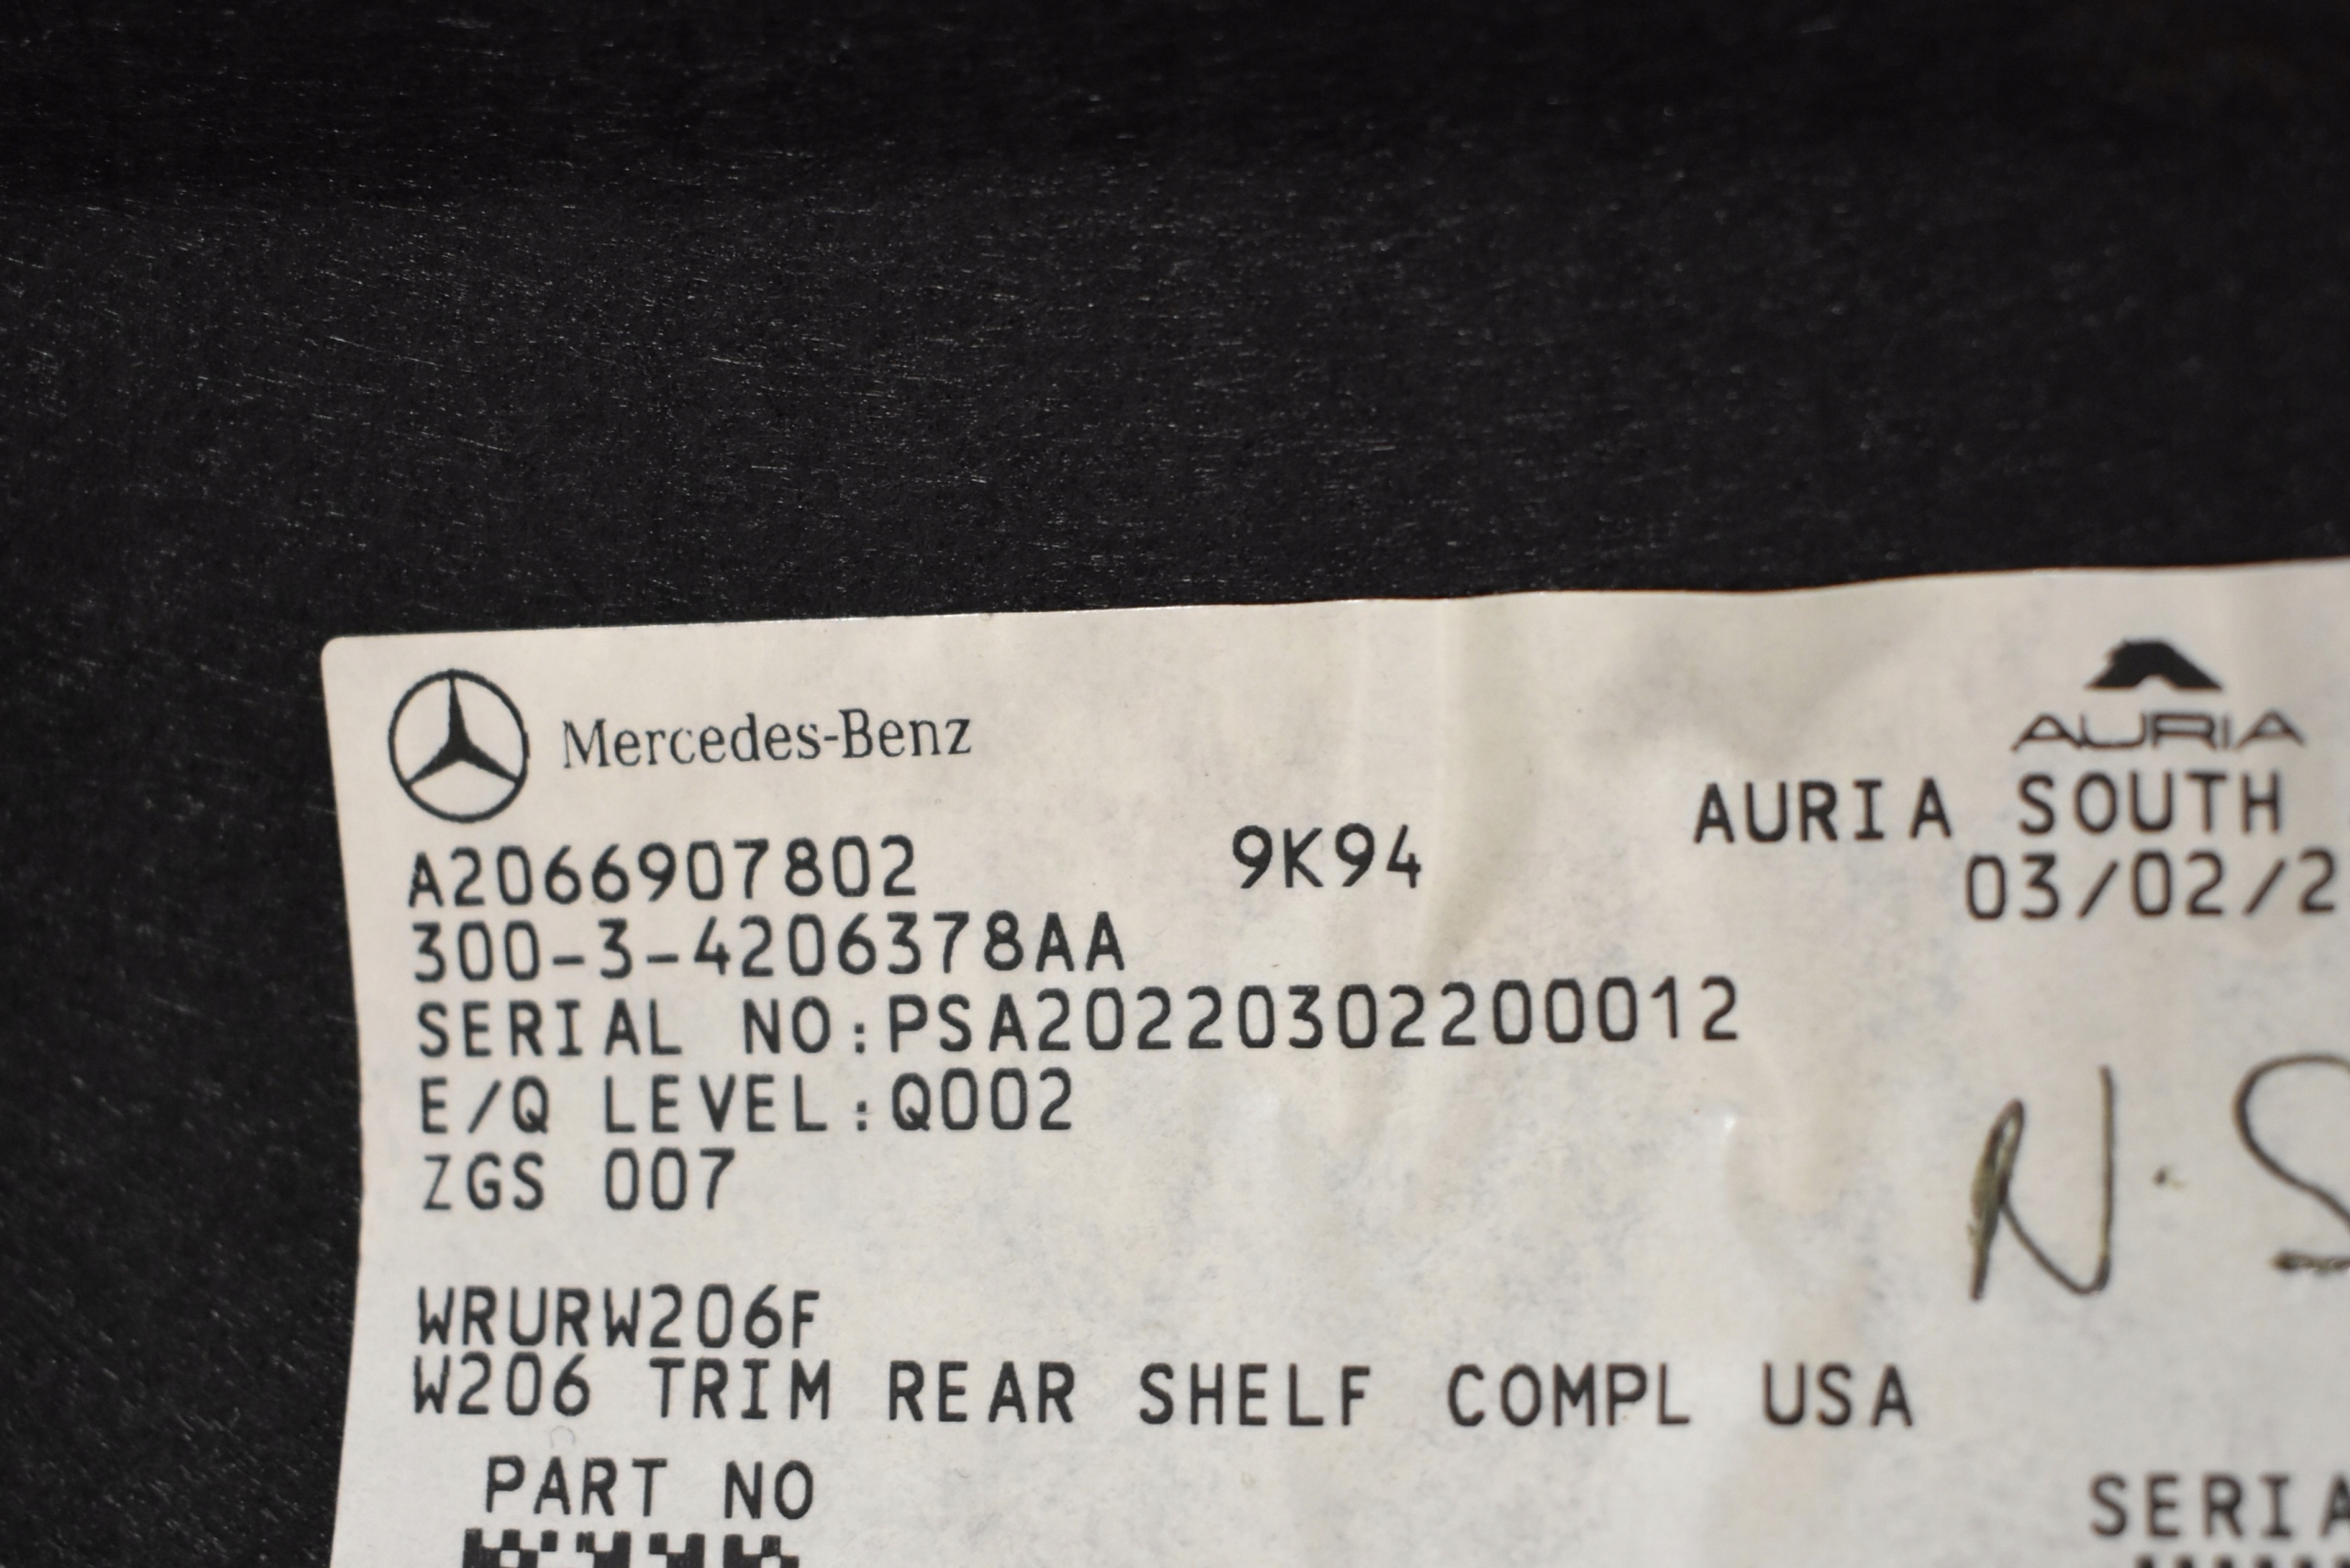 Mercedes-Benz
AURIA
AURIA SOUTH
A2066907802 9K94
03/02/2
300-3-4206378AA
SERIAL NO:PSA20220302200012
E/Q LEVEL:Q002
N.S
ZGS 007
WRURW206F
W206 TRIM REAR SHELF COMPL USA
PART NO
SERIA